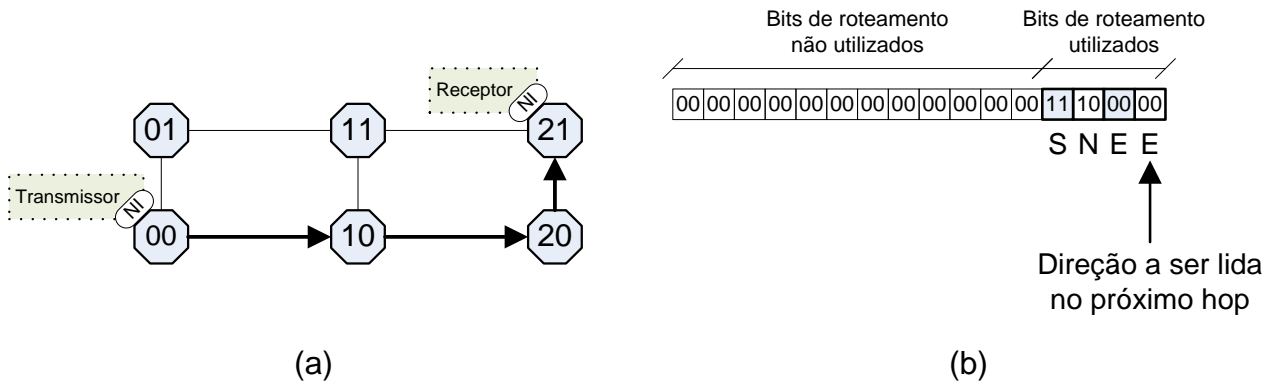 Receptor
NI
01
11
21
Transmissor
NI
00
10
20
(a)
Bits de roteamento
não utilizados
Bits de roteamento
utilizados
00 00 00 00 00 00 00 00 00 00 00 00 11 10 00 00
S N E E
Direção a ser lida
no próximo hop
(b)